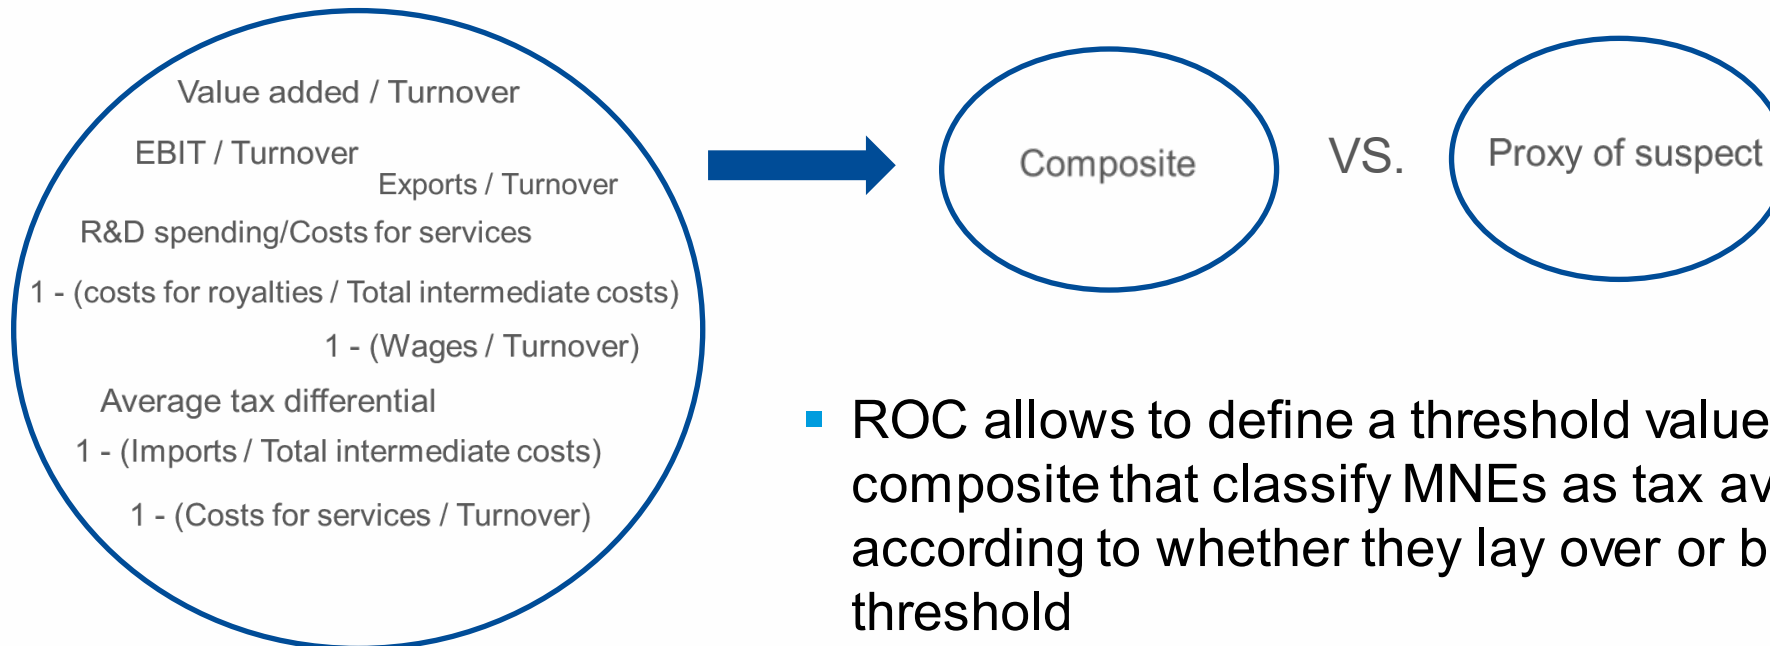 Value added / Turnover
EBIT / Turnover
Exports / Turnover
R&D spending/Costs for services
1 - (costs for royalties / Total intermediate costs)
1 - (Wages / Turnover)
Average tax differential
1 - (Imports / Total intermediate costs)
1 - (Costs for services / Turnover)
Composite
VS.
Proxy of suspect
ROC allows to define a threshold value
composite that classify MNEs as tax
according to whether they lay over or
threshold